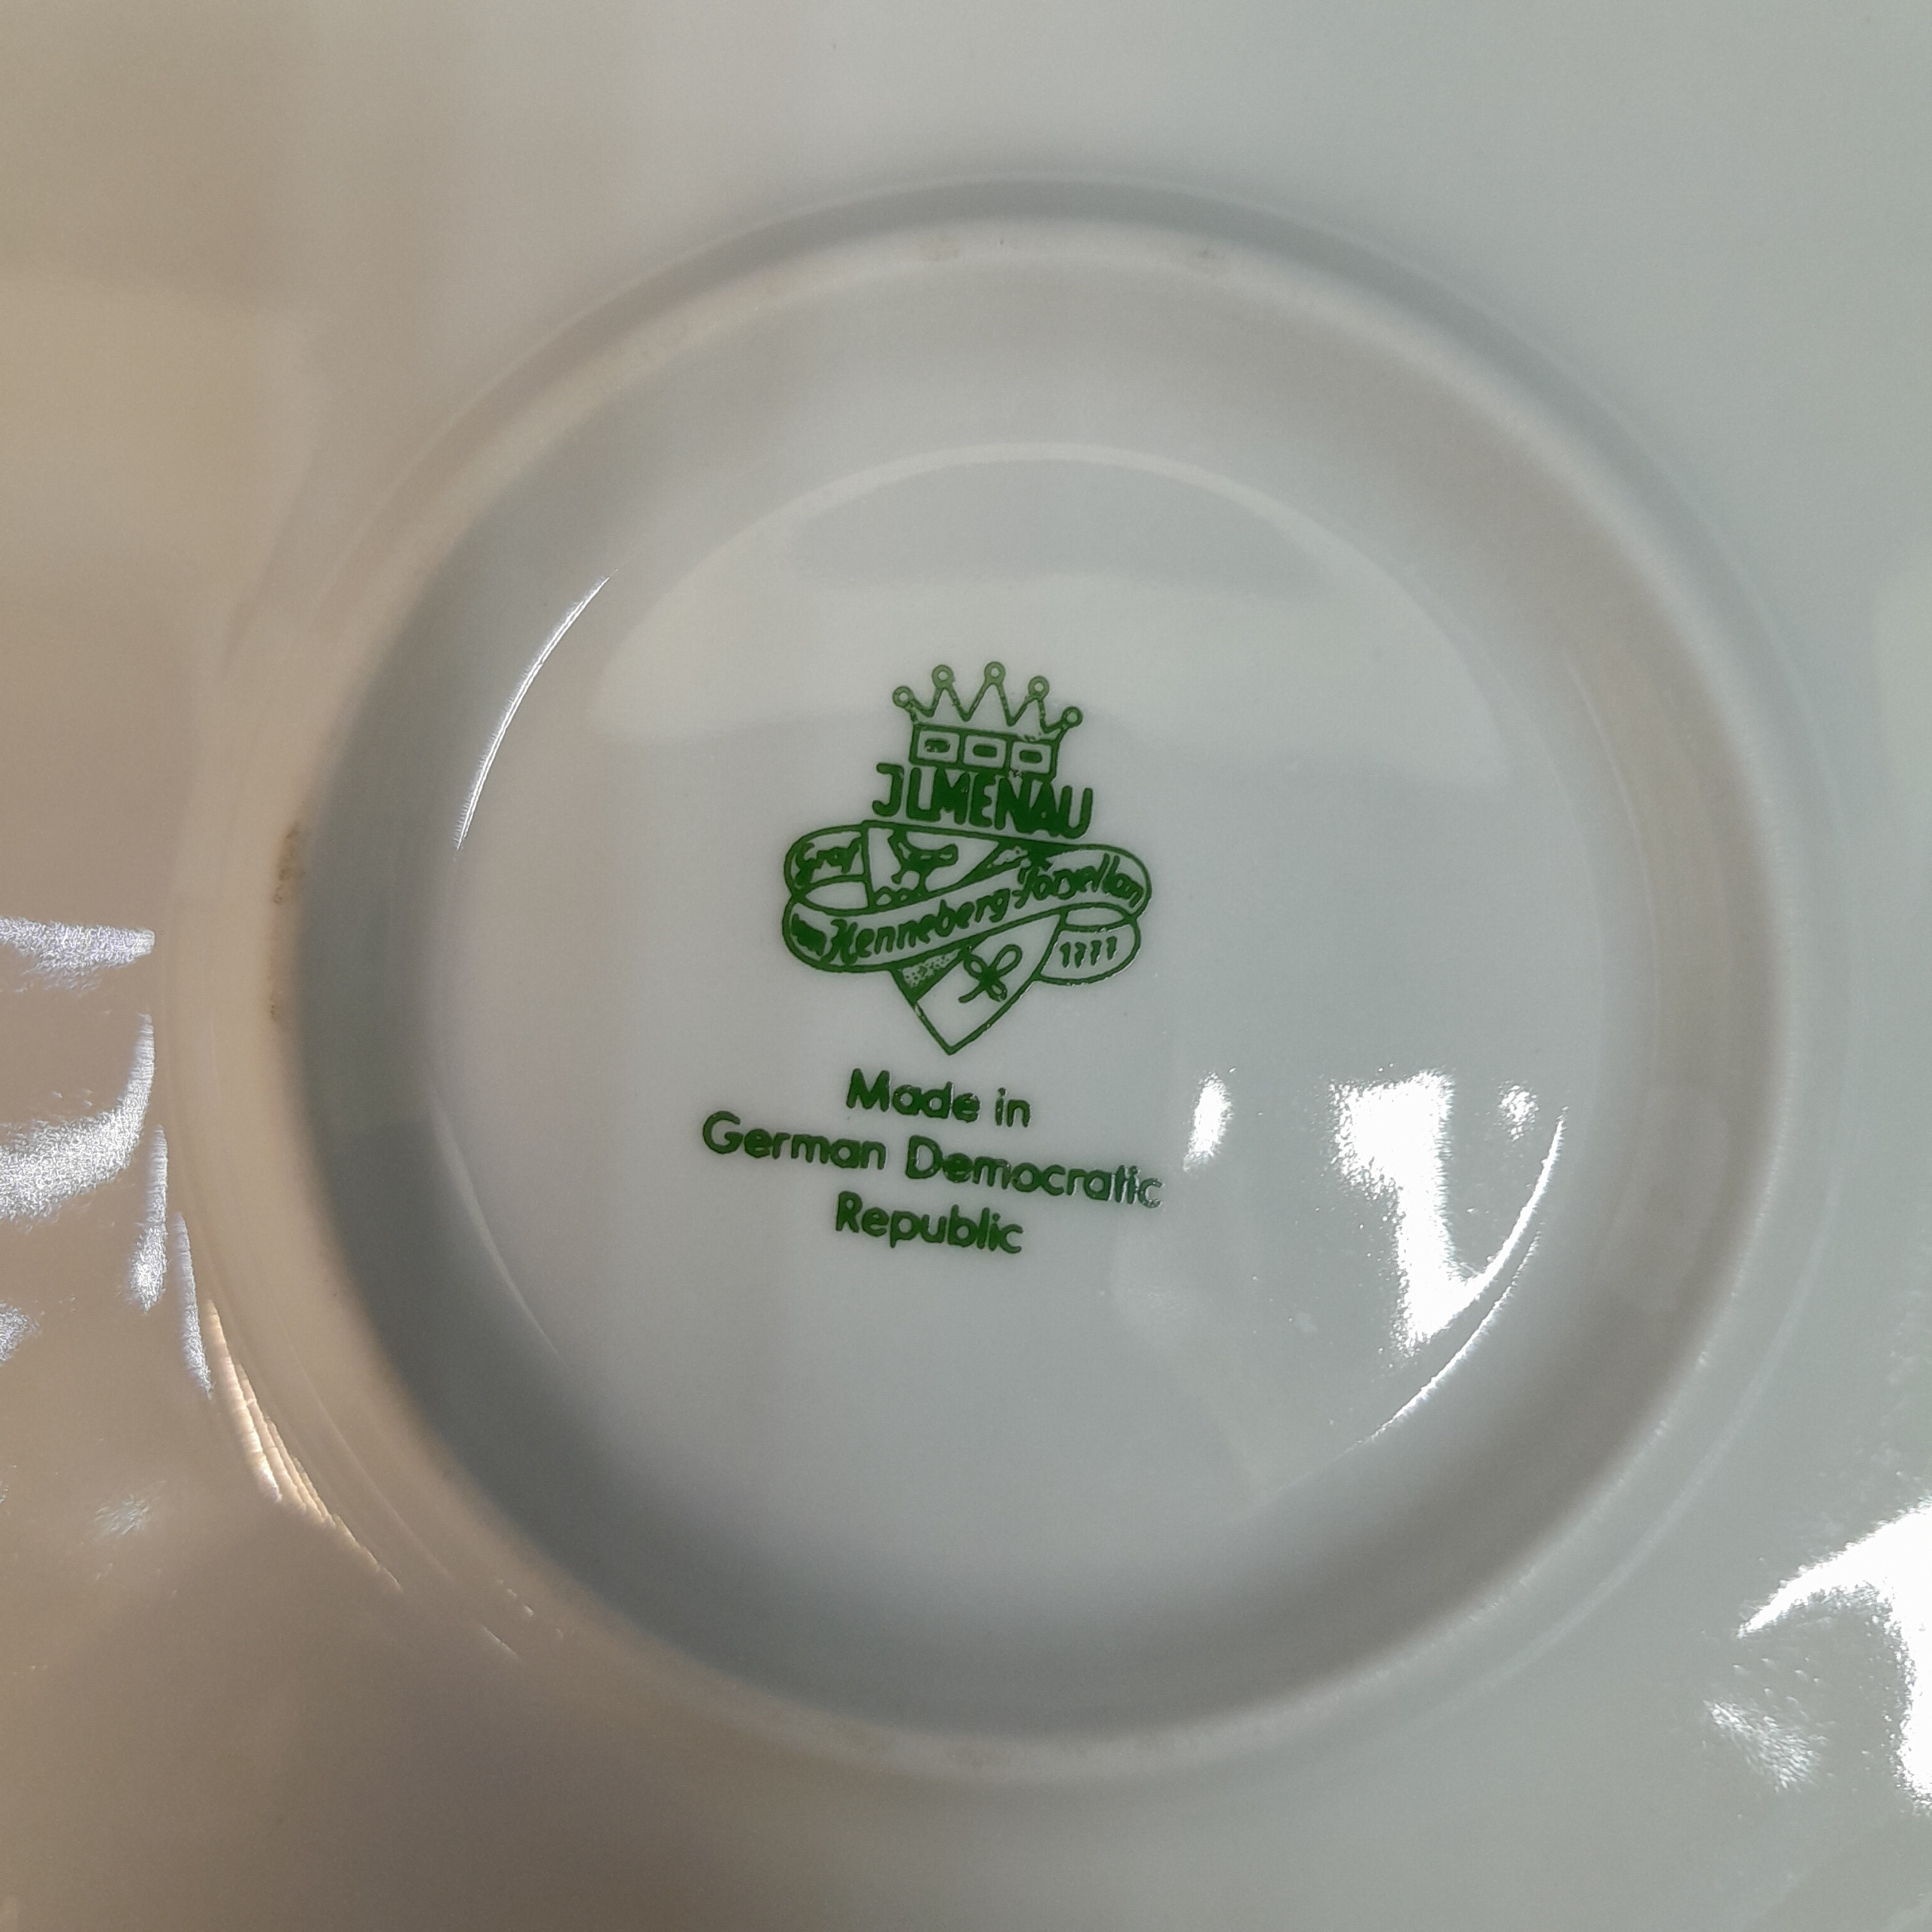 JLMENAU
Graf
von Henneberg-Porzellan
1777
Made in
German Democratic
Republic